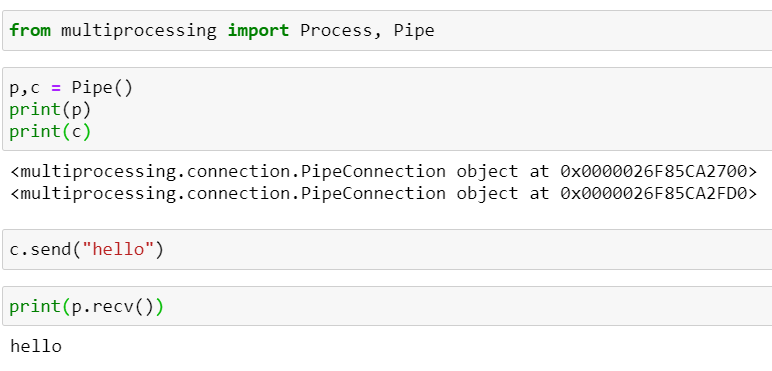 from multiprocessing import Process, Pipe
p,c = Pipe()
print(p)
print(c)
<multiprocessing.connection.PipeConnection object at 0x0000026F85CA2700>
<multiprocessing.connection.PipeConnection object at 0x0000026F85CA2FD0>
c.send("hello")
print(p.recv())
hello